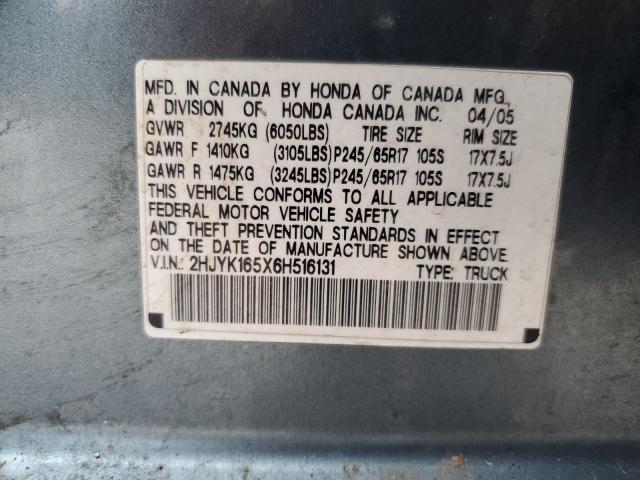 MFD. IN CANADA BY HONDA OF CANADA MFG.,
A DIVISION OF HONDA CANADA INC. 04/05
GVWR 2745KG (6050LBS) TIRE SIZE RIM SIZE
GAWR F 1410KG (3105LBS) P245/65R17 105S 17X7.5J
GAWR R 1475KG (3245LBS) P245/65R17 105S 17X7.5J
THIS VEHICLE CONFORMS TO ALL APPLICABLE
FEDERAL MOTOR VEHICLE SAFETY
AND THEFT PREVENTION STANDARDS IN EFFECT
ON THE DATE OF MANUFACTURE SHOWN ABOVE.
V.I.N.: 2HJYK165X6H516131 TYPE: TRUCK